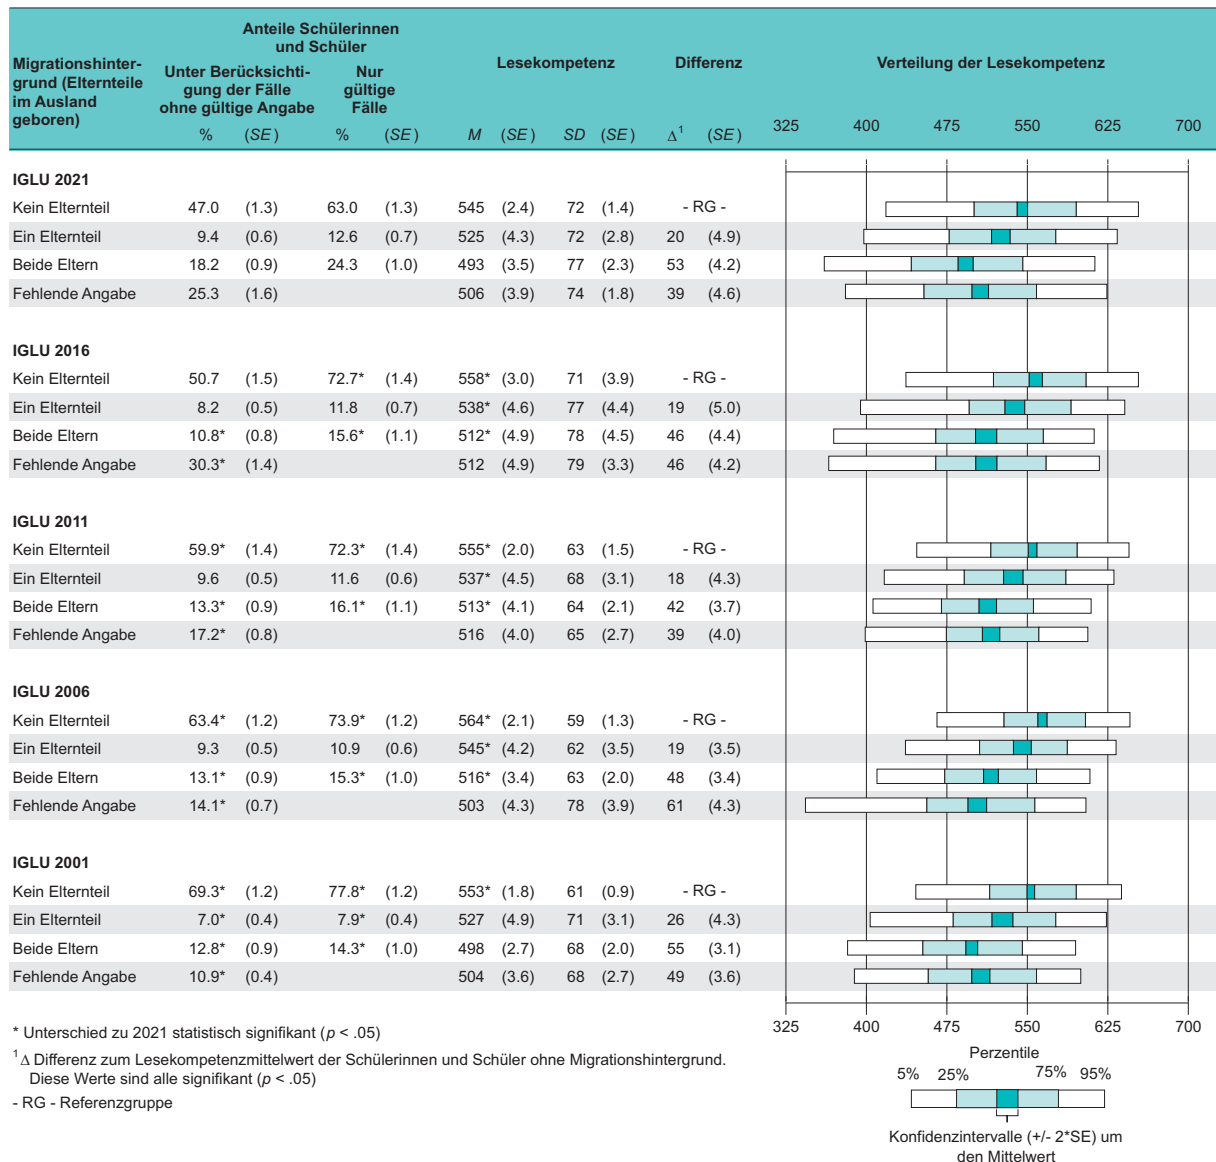 Migrationshinter-
grund (Elternteile
im Ausland
geboren)
Anteile Schülerinnen
und Schüler
Unter Berücksichti-
gung der Fälle
ohne gültige Angabe
Nur
gültige
Fälle
Lesekompetenz
Differenz
Verteilung der Lesekompetenz
% (SE) % (SE) M (SE) SD (SE) Δ¹ (SE)
325 400 475 550 625 700
IGLU 2021
Kein Elternteil 47.0 (1.3) 63.0 (1.3) 545 (2.4) 72 (1.4) - RG -
Ein Elternteil 9.4 (0.6) 12.6 (0.7) 525 (4.3) 72 (2.8) 20 (4.9)
Beide Eltern 18.2 (0.9) 24.3 (1.0) 493 (3.5) 77 (2.3) 53 (4.2)
Fehlende Angabe 25.3 (1.6) 506 (3.9) 74 (1.8) 39 (4.6)
IGLU 2016
Kein Elternteil 50.7 (1.5) 72.7* (1.4) 558* (3.0) 71 (3.9) - RG -
Ein Elternteil 8.2 (0.5) 11.8 (0.7) 538* (4.6) 77 (4.4) 19 (5.0)
Beide Eltern 10.8* (0.8) 15.6* (1.1) 512* (4.9) 78 (4.5) 46 (4.4)
Fehlende Angabe 30.3* (1.4) 512 (4.9) 79 (3.3) 46 (4.2)
IGLU 2011
Kein Elternteil 59.9* (1.4) 72.3* (1.4) 555* (2.0) 63 (1.5) - RG -
Ein Elternteil 9.6 (0.5) 11.6 (0.6) 537* (4.5) 68 (3.1) 18 (4.3)
Beide Eltern 13.3* (0.9) 16.1* (1.1) 513* (4.1) 64 (2.1) 42 (3.7)
Fehlende Angabe 17.2* (0.8) 516 (4.0) 65 (2.7) 39 (4.0)
IGLU 2006
Kein Elternteil 63.4* (1.2) 73.9* (1.2) 564* (2.1) 59 (1.3) - RG -
Ein Elternteil 9.3 (0.5) 10.9 (0.6) 545* (4.2) 62 (3.5) 19 (3.5)
Beide Eltern 13.1* (0.9) 15.3* (1.0) 516* (3.4) 63 (2.0) 48 (3.4)
Fehlende Angabe 14.1* (0.7) 503 (4.3) 78 (3.9) 61 (4.3)
IGLU 2001
Kein Elternteil 69.3* (1.2) 77.8* (1.2) 553* (1.8) 61 (0.9) - RG -
Ein Elternteil 7.0* (0.4) 7.9* (0.4) 527 (4.9) 71 (3.1) 26 (4.3)
Beide Eltern 12.8* (0.9) 14.3* (1.0) 498 (2.7) 68 (2.0) 55 (3.1)
Fehlende Angabe 10.9* (0.4) 504 (3.6) 68 (2.7) 49 (3.6)
325 400 475 550 625 700
* Unterschied zu 2021 statistisch signifikant (p < .05)
¹ Δ Differenz zum Lesekompetenzmittelwert der Schülerinnen und Schüler ohne Migrationshintergrund.
Diese Werte sind alle signifikant (p < .05)
- RG - Referenzgruppe
Perzentile
5% 25% 75% 95%
Konfidenzintervalle (+/- 2*SE) um
den Mittelwert